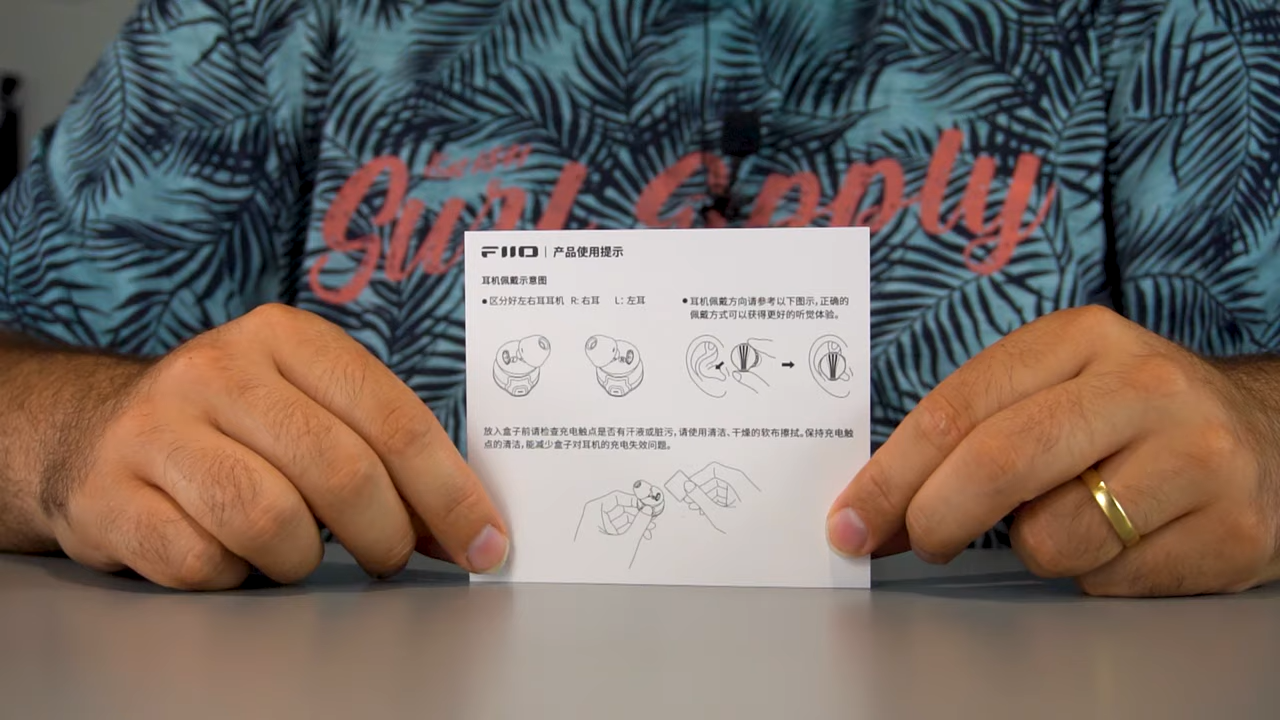 Surf Supply
FIIO | 产品使用提示
耳机佩戴示意图
●区分好左右耳耳机 R: 右耳 L: 左耳
●耳机佩戴方向请参考以下图示,正确的
佩戴方式可以获得更好的听觉体验。
放入盒子前请检查充电触点是否有汗液或脏污,请使用清洁、干燥的软布擦拭。保持充电触
点的清洁,能减少盒子对耳机的充电失效问题。